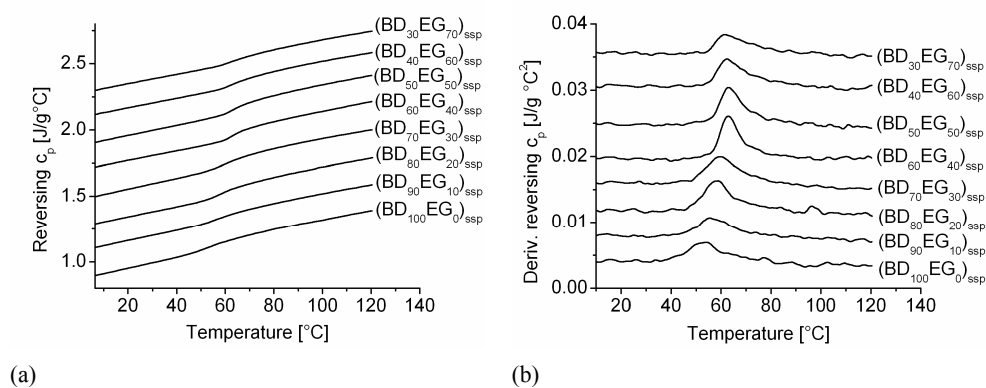 (BD30EG70)ssp
(BD40EG60)ssp
(BD50EG50)ssp
(BD60EG40)ssp
(BD70EG30)ssp
(BD80EG20)ssp
(BD90EG10)ssp
(BD100EG0)ssp
2.5
2.0
1.5
1.0
Reversing cp [J/g°C]
20 40 60 80 100 120 140
Temperature [°C]
(a)
0.04
0.03
0.02
0.01
0.00
Deriv. reversing cp [J/g °C2]
(BD30EG70)ssp
(BD40EG60)ssp
(BD50EG50)ssp
(BD60EG40)ssp
(BD70EG30)ssp
(BD80EG20)ssp
(BD90EG10)ssp
(BD100EG0)ssp
20 40 60 80 100 120 140
Temperature [°C]
(b)